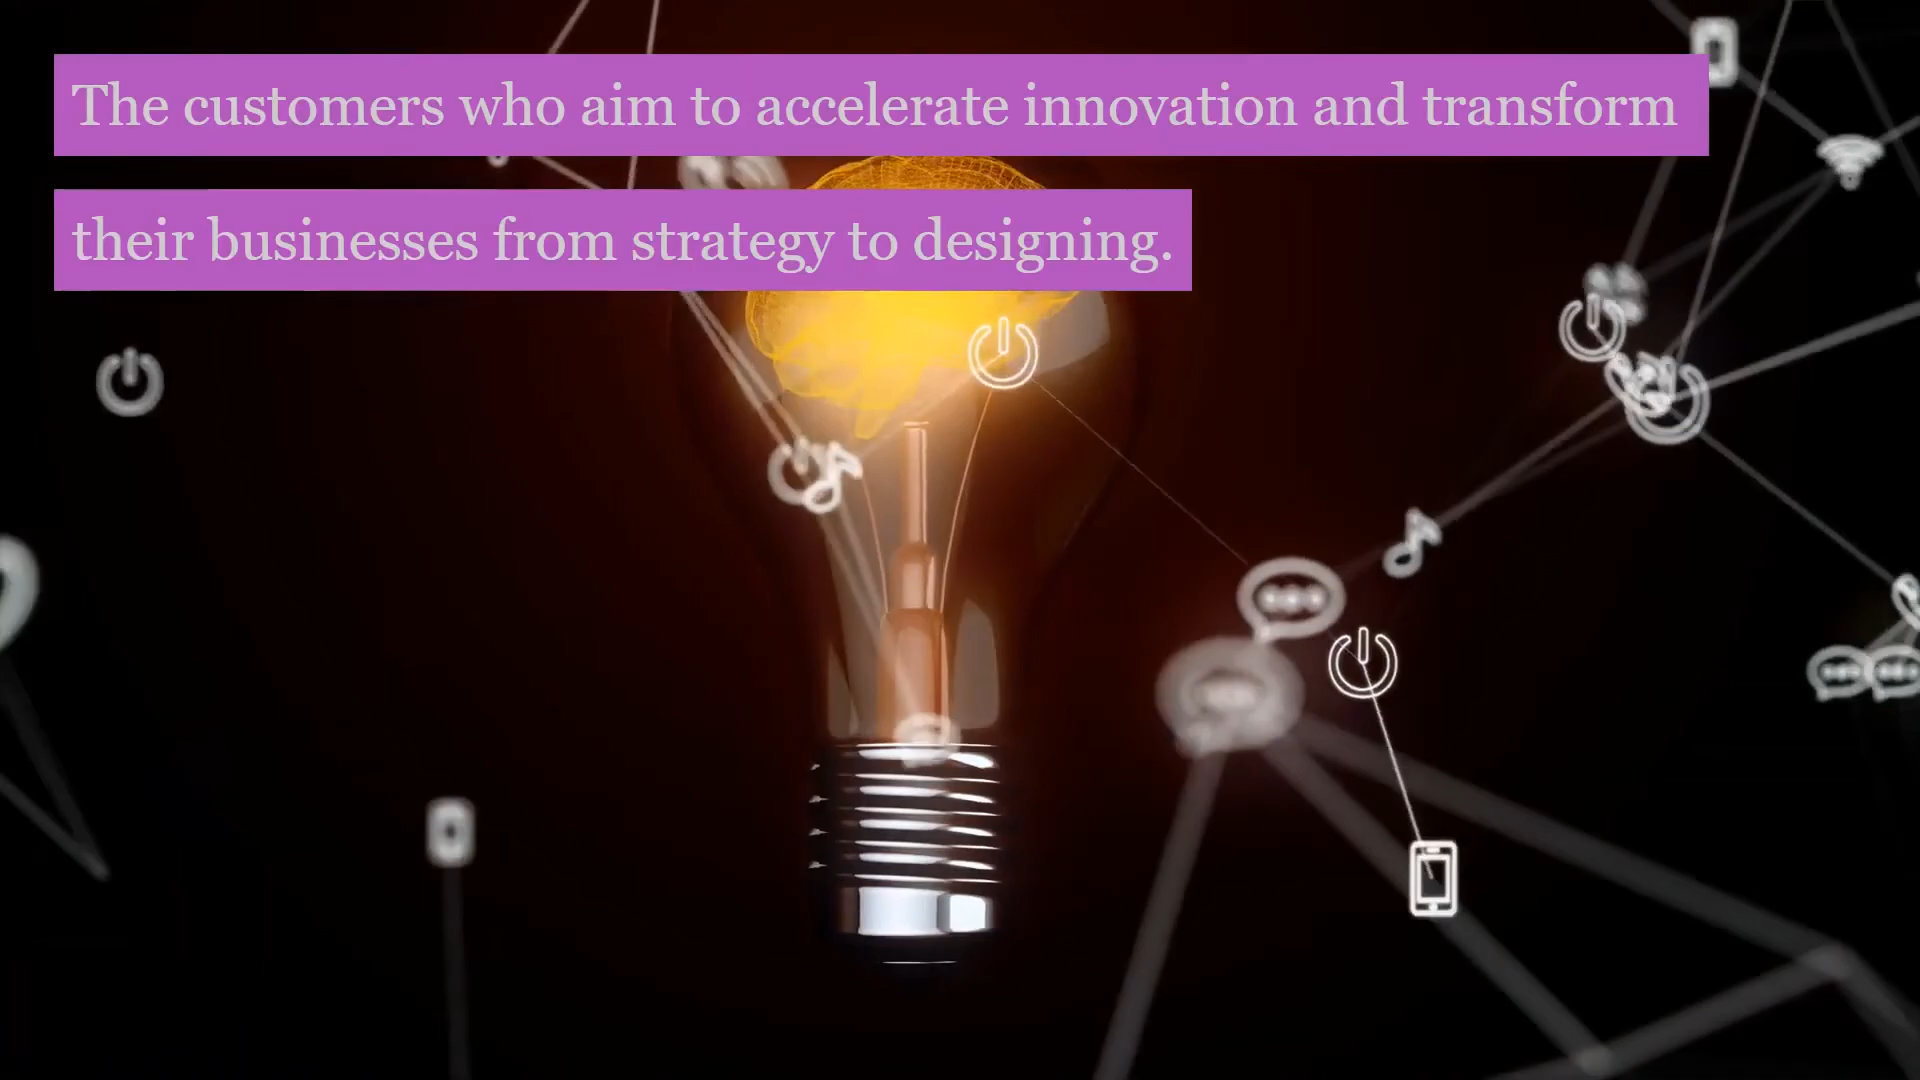 The customers who aim to accelerate innovation and transform
their businesses from strategy to designing.